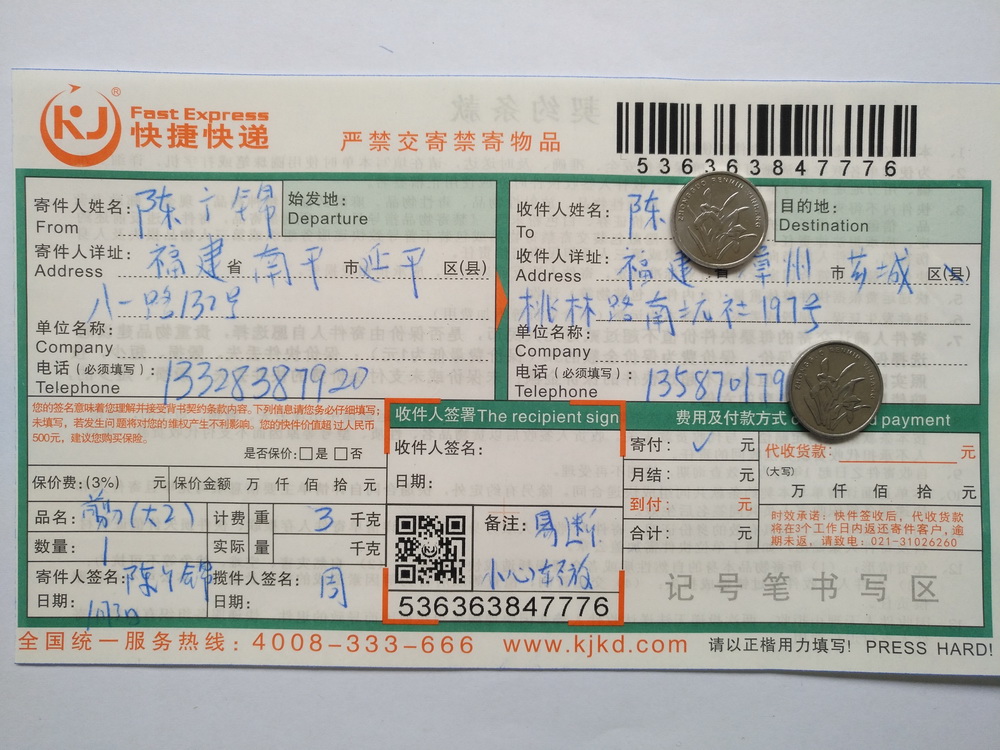 KJ ® Fast Express
快捷快递
严禁交寄禁寄物品
536363847776
寄件人姓名: 陈 锦
From
始发地:
Departure
寄件人详址: 福建省南平市延平区(县)
Address
八一路137号
单位名称:
Company
电话(必须填写): 13328387920
Telephone
收件人姓名: 陈
To
目的地:
Destination
收件人详址: 福建 漳州市芗城区(县)
Address
桃林路南坑社197号
单位名称:
Company
电话(必须填写): 135870179
Telephone
您的签名意味着您理解并接受背书契约条款内容。下列信息请您务必仔细填写;
未填写,若发生问题将对您的维权产生不利影响。您的快件价值超过人民币
500元,建议您购买保险。
是否保价:□是 □否
保价费:(3%) 元 保价金额 万 仟 佰 拾 元
品名: 剪刀(大2) 计费重 3 千克
数量: 1 实际重量 千克
寄件人签名: 陈 锦 揽件人签名: 周
日期: 1月3日 日期:
收件人签署The recipient sign
收件人签名:
日期:
备注: 易断
小心轻放
536363847776
费用及付款方式 payment
寄付: ✓ 元
月结: 元
到付: 元
合计: 元
代收货款: 元
(大写)
万 仟 佰 拾 元
时效承诺:快件签收后,代收货款
将在3个工作日内返还寄件客户,逾
期未返,请致电:021-31026260
记号笔书写区
全国统一服务热线:4008-333-666 www.kjkd.com 请以正楷用力填写! PRESS HARD!